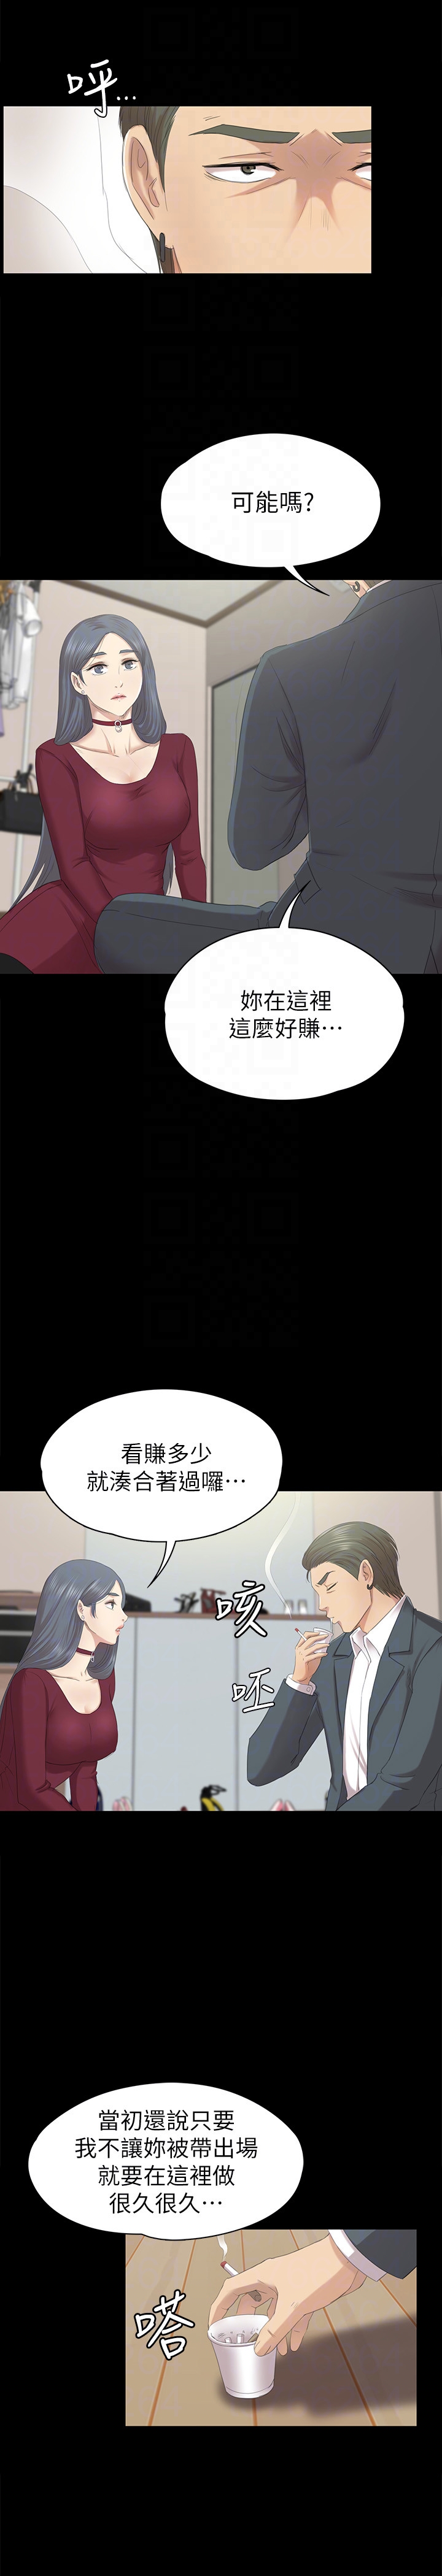 呼…
可能嗎?
妳在這裡
這麼好賺…
看賺多少
就湊合著過囉…
咳
呸
當初還說只要
我不讓妳被帶出場
就要在這裡做
很久很久…
嗒